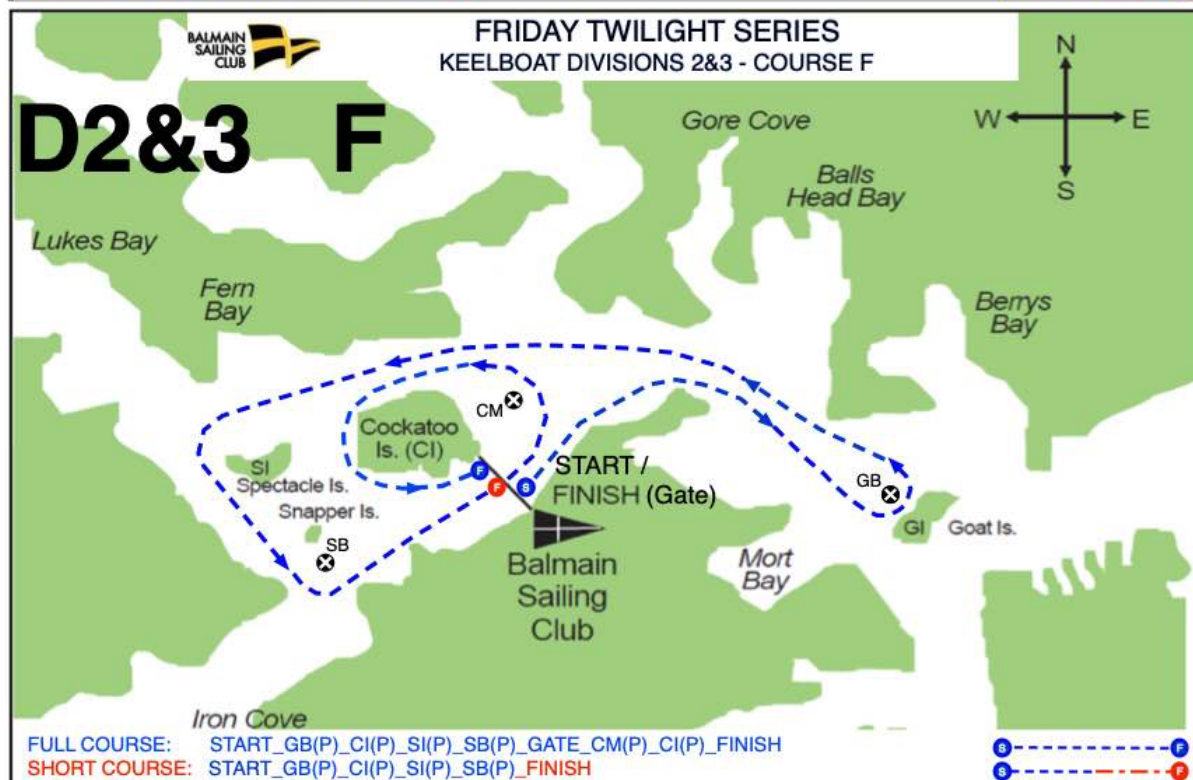 BALMAIN
SAILING
CLUB
FRIDAY TWILIGHT SERIES
KEELBOAT DIVISIONS 2&3 - COURSE F
D2&3 F
N
W E
S
Gore Cove
Balls
Head Bay
Lukes Bay
Fern
Bay
Berrys
Bay
CM
Cockatoo
Is. (CI)
SI
Spectacle Is.
Snapper Is.
SB
F
F
S
START /
FINISH (Gate)
GB
GI Goat Is.
Mort
Bay
Balmain
Sailing
Club
Iron Cove
FULL COURSE: START_GB(P)_CI(P)_SI(P)_SB(P)_GATE_CM(P)_CI(P)_FINISH
S F
SHORT COURSE: START_GB(P)_CI(P)_SI(P)_SB(P)_FINISH
S F